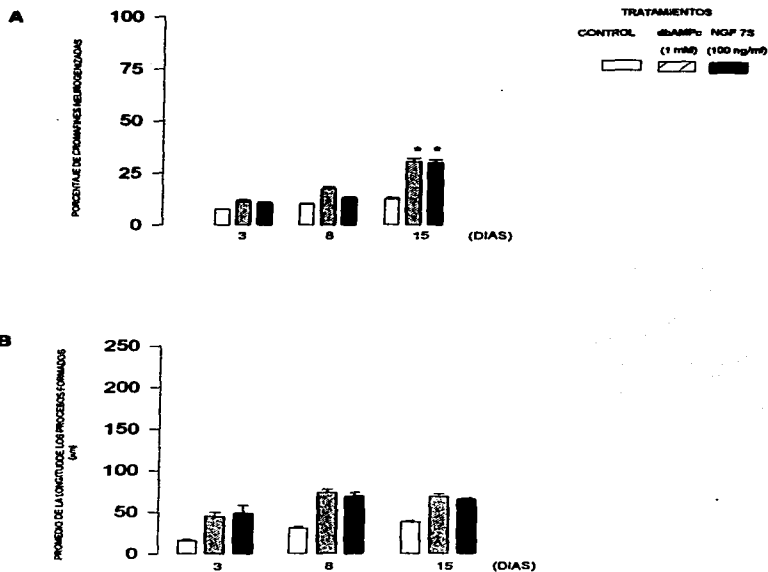 A
PORCENTAJE DE CROMAFINES NEUROGENIZADAS
100
75
50
25
0
* *
3 8 15 (DIAS)
TRATAMIENTOS
CONTROL dbAMPc NGF 7S
(1 mM) (100 ng/ml)
B
PROMEDIO DE LA LONGITUD DE LOS PROCESOS FORMADOS
(µm)
250
200
150
100
50
0
3 8 15 (DIAS)